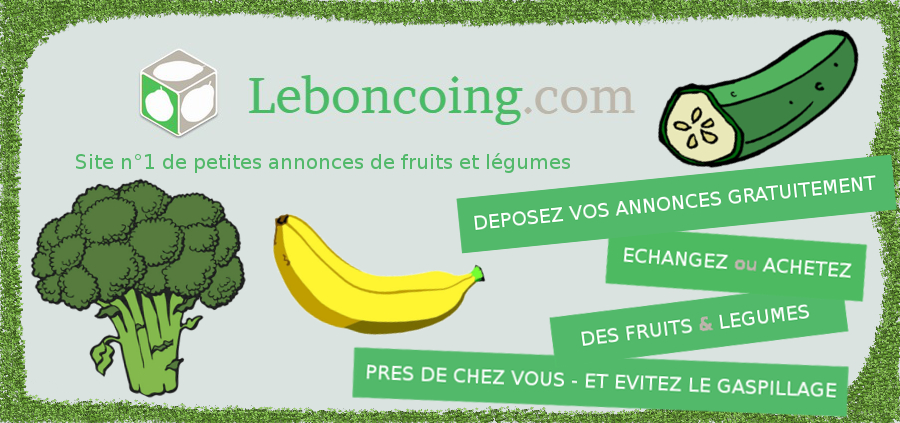 Leboncoing.com
Site n°1 de petites annonces de fruits et légumes
DEPOSEZ VOS ANNONCES GRATUITEMENT
ECHANGEZ ou ACHETEZ
DES FRUITS & LEGUMES
PRES DE CHEZ VOUS - ET EVITEZ LE GASPILLAGE